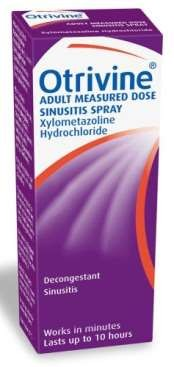 Otrivine®
ADULT MEASURED DOSE
SINUSITIS SPRAY
Xylometazoline
Hydrochloride
Decongestant
Sinusitis
Works in minutes
Lasts up to 10 hours